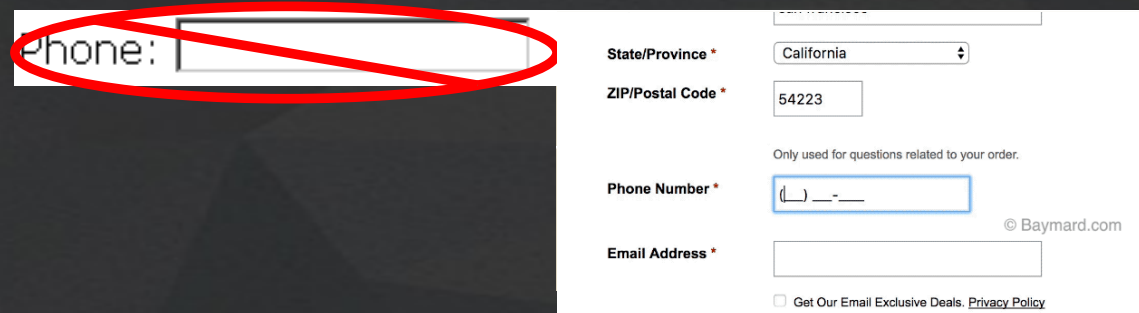 Phone:
State/Province *
California
ZIP/Postal Code *
54223
Only used for questions related to your order.
Phone Number *
(__) __-___
© Baymard.com
Email Address *
Get Our Email Exclusive Deals. Privacy Policy